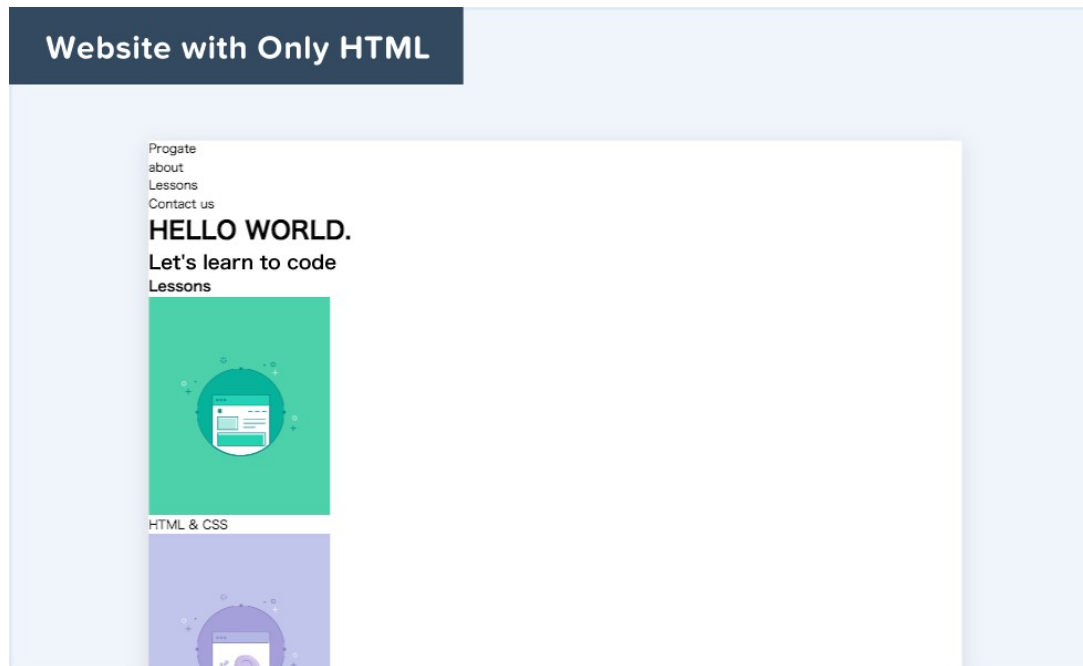 Website with Only HTML
Progate
about
Lessons
Contact us
HELLO WORLD.
Let's learn to code
Lessons
HTML & CSS